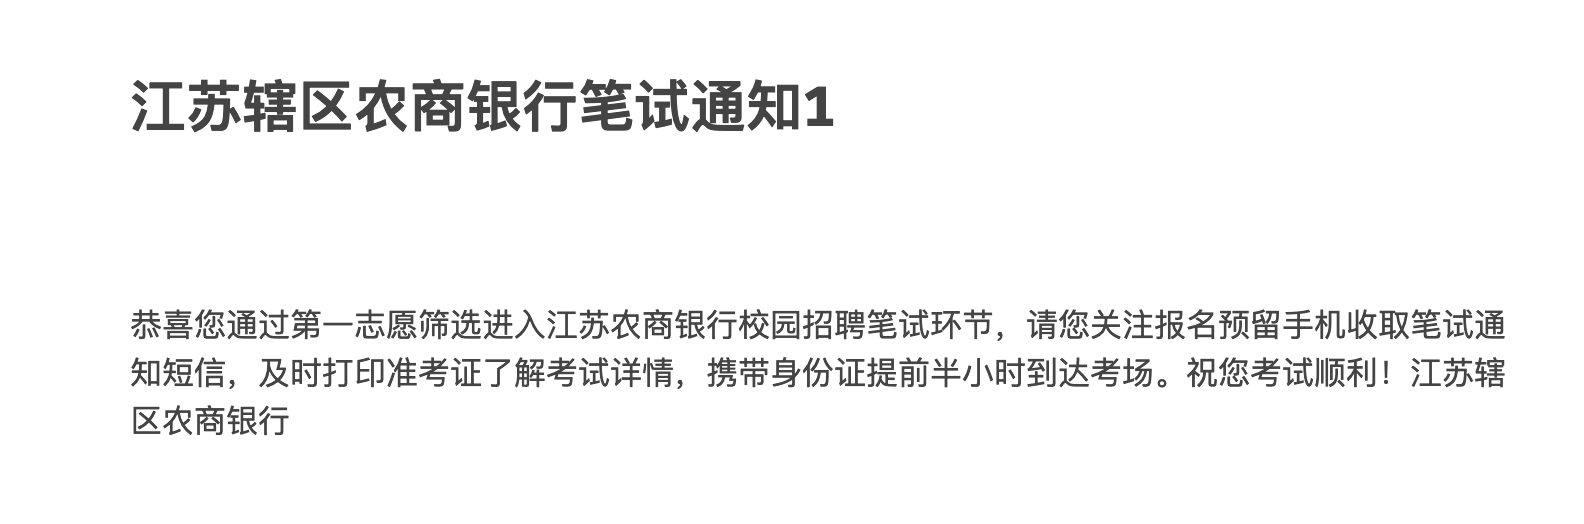 江苏辖区农商银行笔试通知1
恭喜您通过第一志愿筛选进入江苏农商银行校园招聘笔试环节，请您关注报名预留手机收取笔试通
知短信，及时打印准考证了解考试详情，携带身份证提前半小时到达考场。祝您考试顺利！江苏辖
区农商银行